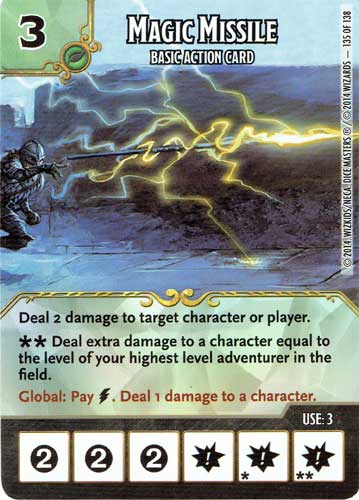 3
MAGIC MISSILE
BASIC ACTION CARD
©2014 WIZKIDS/NECA, DICE MASTERS ® / © 2014 WIZARDS — 135 OF 138
Deal 2 damage to target character or player.
** Deal extra damage to a character equal to
the level of your highest level adventurer in the
field.
Global: Pay . Deal 1 damage to a character.
USE: 3
2 2 2 ! ! !
* **